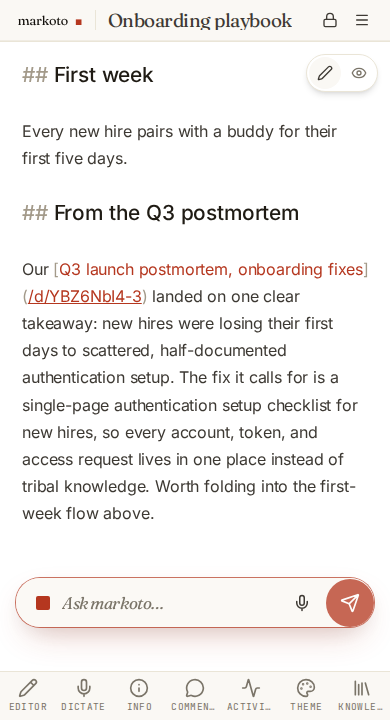 markoto
Onboarding playbook
## First week
Every new hire pairs with a buddy for their
first five days.
## From the Q3 postmortem
Our [Q3 launch postmortem, onboarding fixes]
(/d/YBZ6NbI4-3) landed on one clear
takeaway: new hires were losing their first
days to scattered, half-documented
authentication setup. The fix it calls for is a
single-page authentication setup checklist for
new hires, so every account, token, and
access request lives in one place instead of
tribal knowledge. Worth folding into the first-
week flow above.
Ask markoto...
EDITOR DICTATE INFO COMMEN… ACTIVI… THEME KNOWLE…